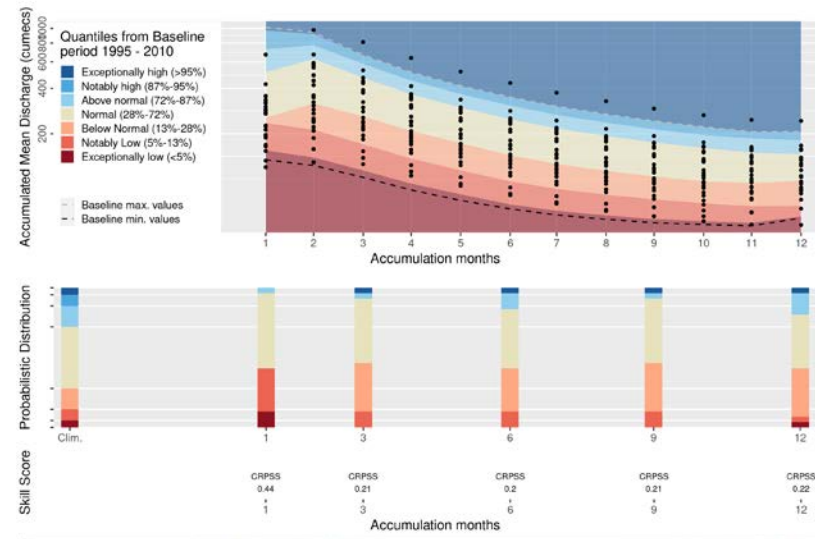 Quantiles from Baseline
period 1995 - 2010
Exceptionally high (>95%)
Notably high (87%-95%)
Above normal (72%-87%)
Normal (28%-72%)
Below Normal (13%-28%)
Notably Low (5%-13%)
Exceptionally low (<5%)
Baseline max. values
Baseline min. values
Accumulated Mean Discharge (cumecs)
600
400
200
1 2 3 4 5 6 7 8 9 10 11 12
Accumulation months
Probabilistic Distribution
Clim. 1 3 6 9 12
Skill Score
CRPSS CRPSS CRPSS CRPSS CRPSS
0.44 0.21 0.2 0.21 0.22
1 3 6 9 12
Accumulation months